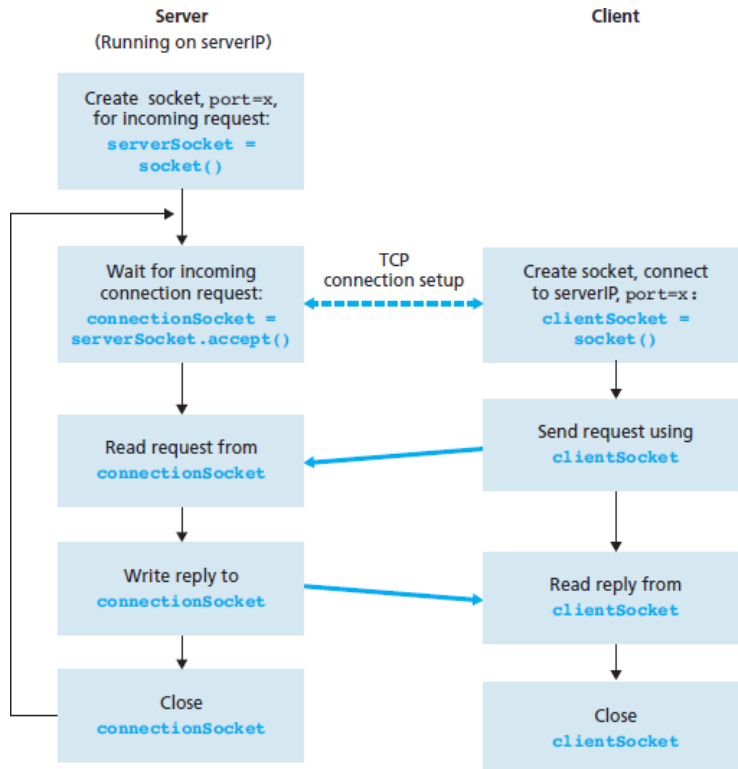 Server
(Running on serverIP)
Create socket, port=x,
for incoming request:
serverSocket =
socket()
Wait for incoming
connection request:
connectionSocket =
serverSocket.accept()
Read request from
connectionSocket
Write reply to
connectionSocket
Close
connectionSocket
TCP
connection setup
Client
Create socket, connect
to serverIP, port=x:
clientSocket =
socket()
Send request using
clientSocket
Read reply from
clientSocket
Close
clientSocket